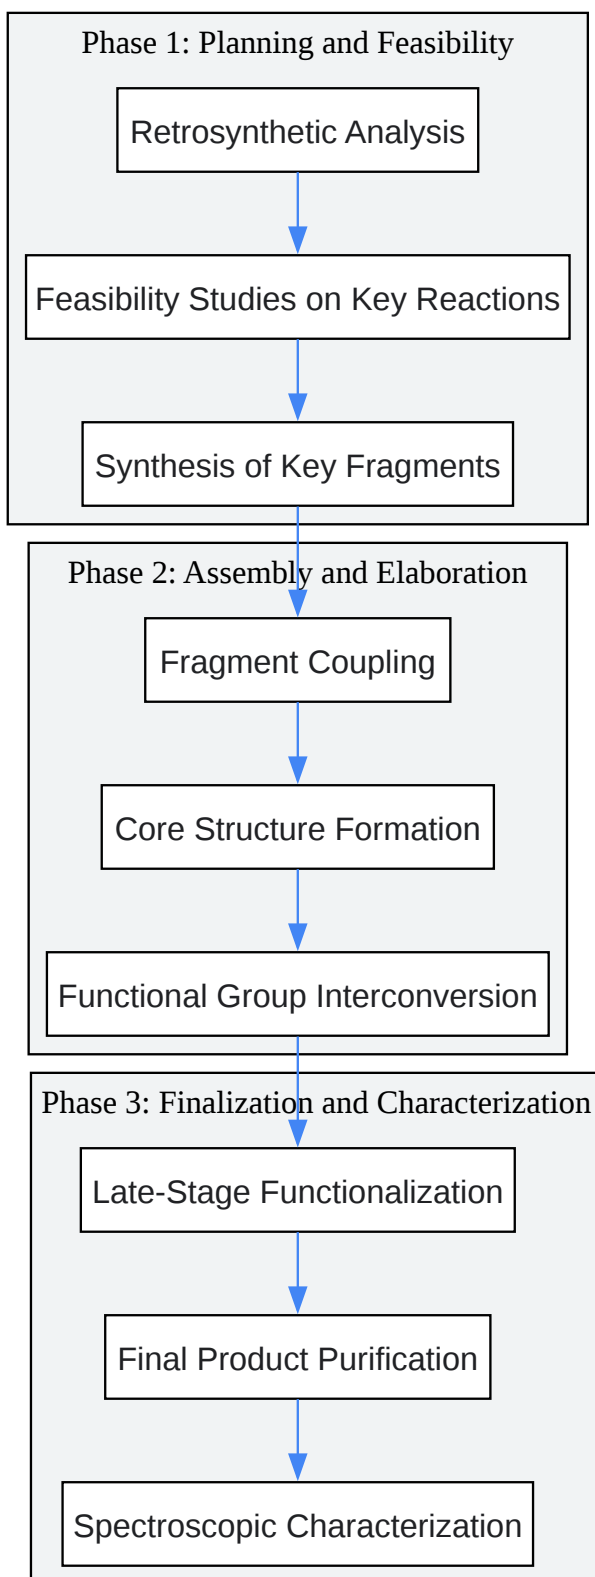 Phase 1: Planning and Feasibility
Retrosynthetic Analysis
Feasibility Studies on Key Reactions
Synthesis of Key Fragments
Phase 2: Assembly and Elaboration
Fragment Coupling
Core Structure Formation
Functional Group Interconversion
Phase 3: Finalization and Characterization
Late-Stage Functionalization
Final Product Purification
Spectroscopic Characterization